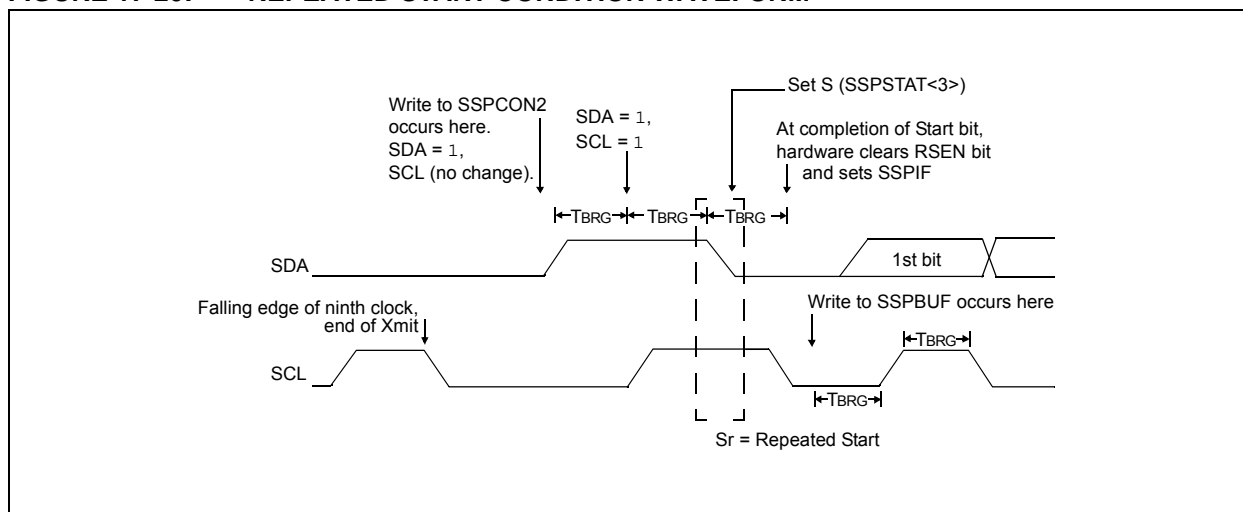 Set S (SSPSTAT<3>)
Write to SSPCON2
occurs here.
SDA = 1,
SCL (no change).
SDA = 1,
SCL = 1
At completion of Start bit,
hardware clears RSEN bit
and sets SSPIF
TBRG TBRG TBRG
SDA
1st bit
Falling edge of ninth clock,
end of Xmit
Write to SSPBUF occurs here
TBRG
SCL
TBRG
Sr = Repeated Start